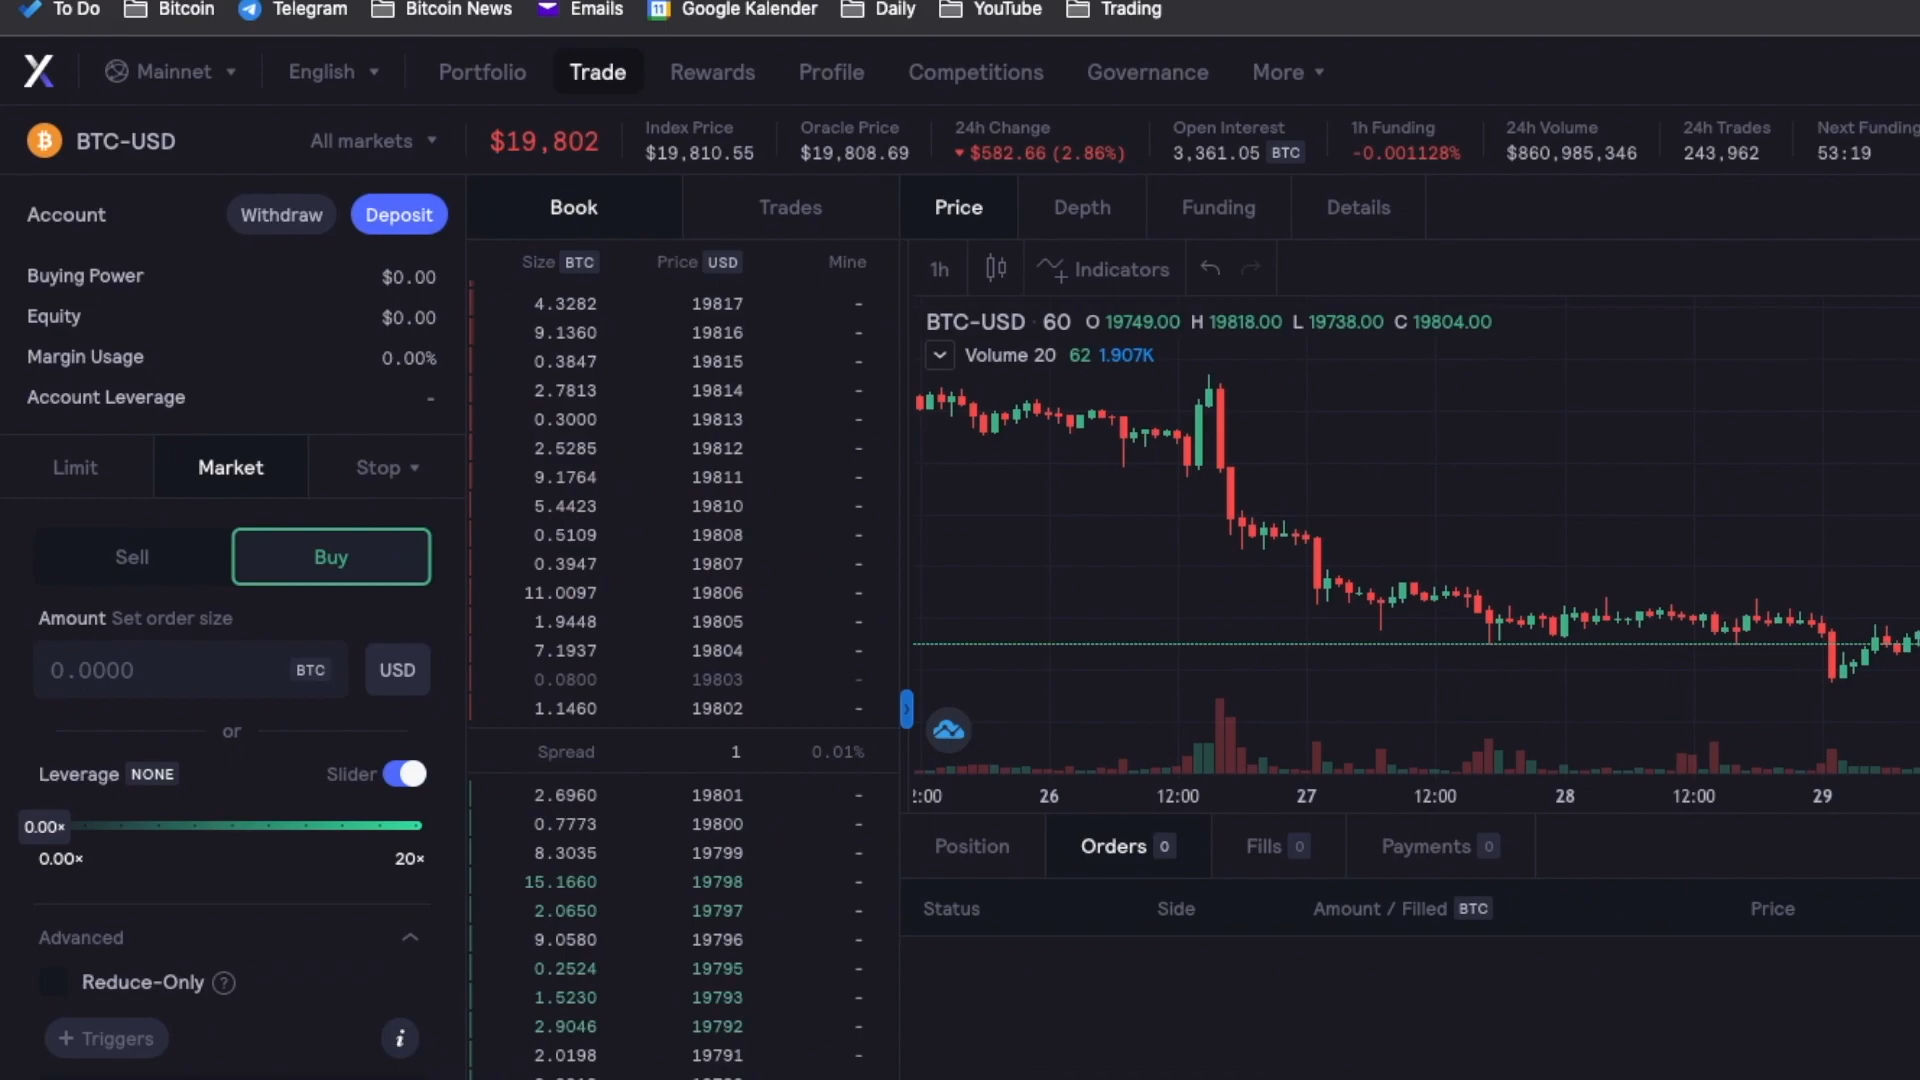 To Do Bitcoin Telegram Bitcoin News Emails 11 Google Kalender Daily YouTube Trading
Mainnet English Portfolio Trade Rewards Profile Competitions Governance More
BTC-USD All markets $19,802
Index Price Oracle Price 24h Change Open Interest 1h Funding 24h Volume 24h Trades Next Funding
$19,810.55 $19,808.69 $582.66 (2.86%) 3,361.05 BTC -0.001128% $860,985,346 243,962 53:19
Account Withdraw Deposit
Buying Power $0.00
Equity $0.00
Margin Usage 0.00%
Account Leverage -
Limit Market Stop
Sell Buy
Amount Set order size
0.0000 BTC USD
or
Leverage NONE Slider
0.00×
0.00× 20×
Advanced
Reduce-Only ?
+ Triggers i
Book Trades
Size BTC Price USD Mine
4.3282 19817 -
9.1360 19816 -
0.3847 19815 -
2.7813 19814 -
0.3000 19813 -
2.5285 19812 -
9.1764 19811 -
5.4423 19810 -
0.5109 19808 -
0.3947 19807 -
11.0097 19806 -
1.9448 19805 -
7.1937 19804 -
0.0800 19803 -
1.1460 19802 -
Spread 1 0.01%
2.6960 19801 -
0.7773 19800 -
8.3035 19799 -
15.1660 19798 -
2.0650 19797 -
9.0580 19796 -
0.2524 19795 -
1.5230 19793 -
2.9046 19792 -
2.0198 19791 -
Price Depth Funding Details
1h Indicators
BTC-USD · 60 O 19749.00 H 19818.00 L 19738.00 C 19804.00
Volume 20 62 1.907K
:00 26 12:00 27 12:00 28 12:00 29
Position Orders 0 Fills 0 Payments 0
Status Side Amount / Filled BTC Price